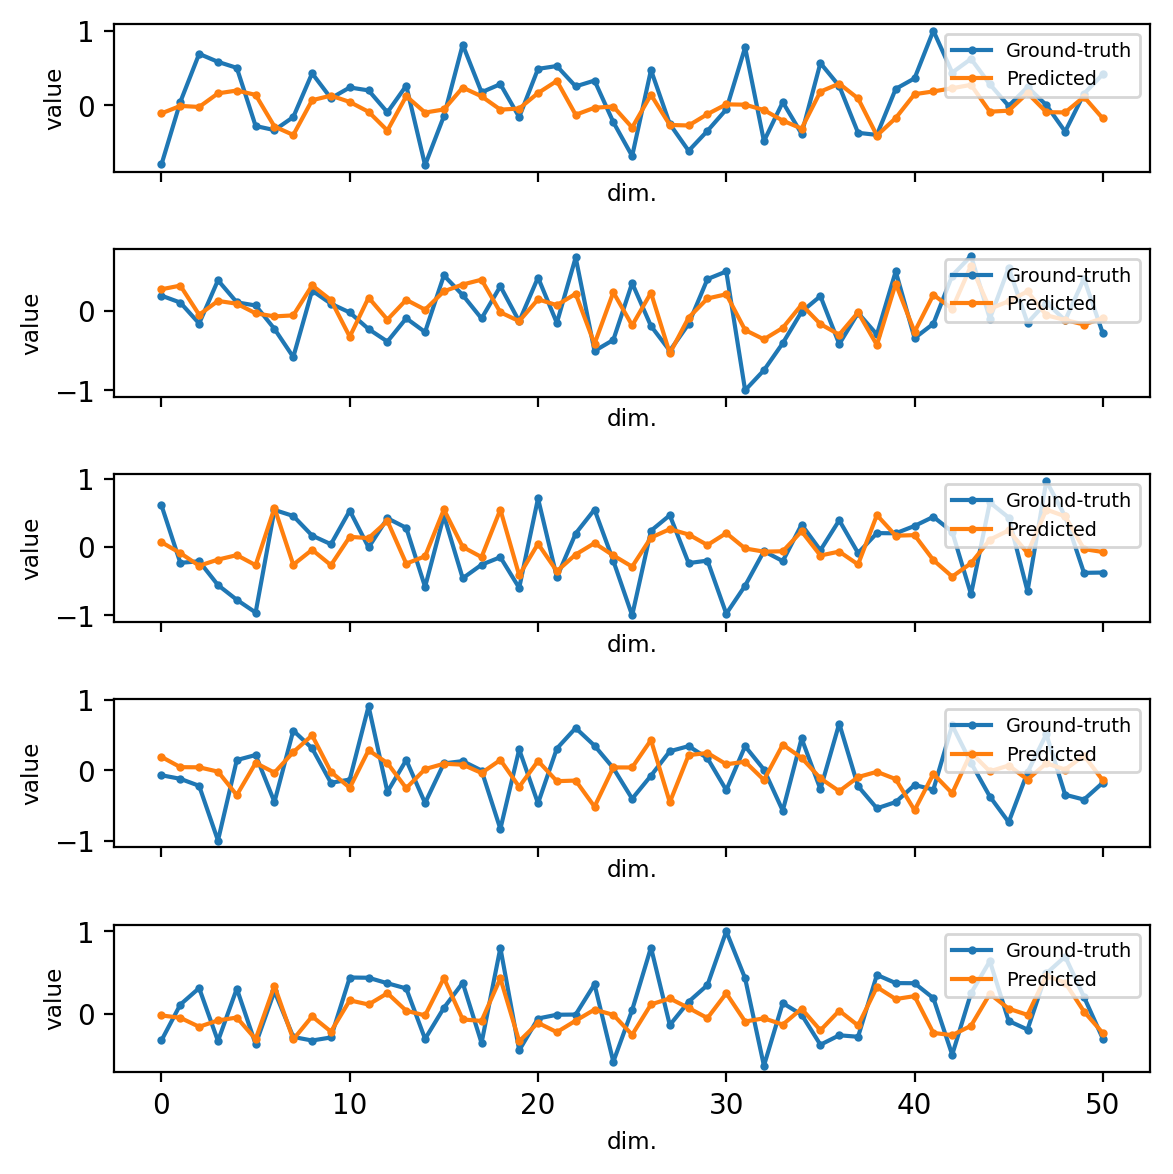 1
0
value
Ground-truth
Predicted
dim.
0
−1
value
Ground-truth
Predicted
dim.
1
0
−1
value
Ground-truth
Predicted
dim.
1
0
−1
value
Ground-truth
Predicted
dim.
1
0
value
Ground-truth
Predicted
0 10 20 30 40 50
dim.